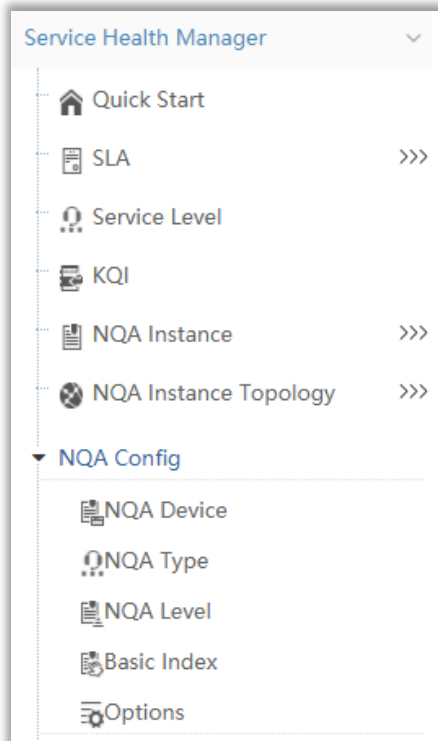 Service Health Manager
Quick Start
SLA >>>
Service Level
KQI
NQA Instance >>>
NQA Instance Topology >>>
NQA Config
NQA Device
NQA Type
NQA Level
Basic Index
Options